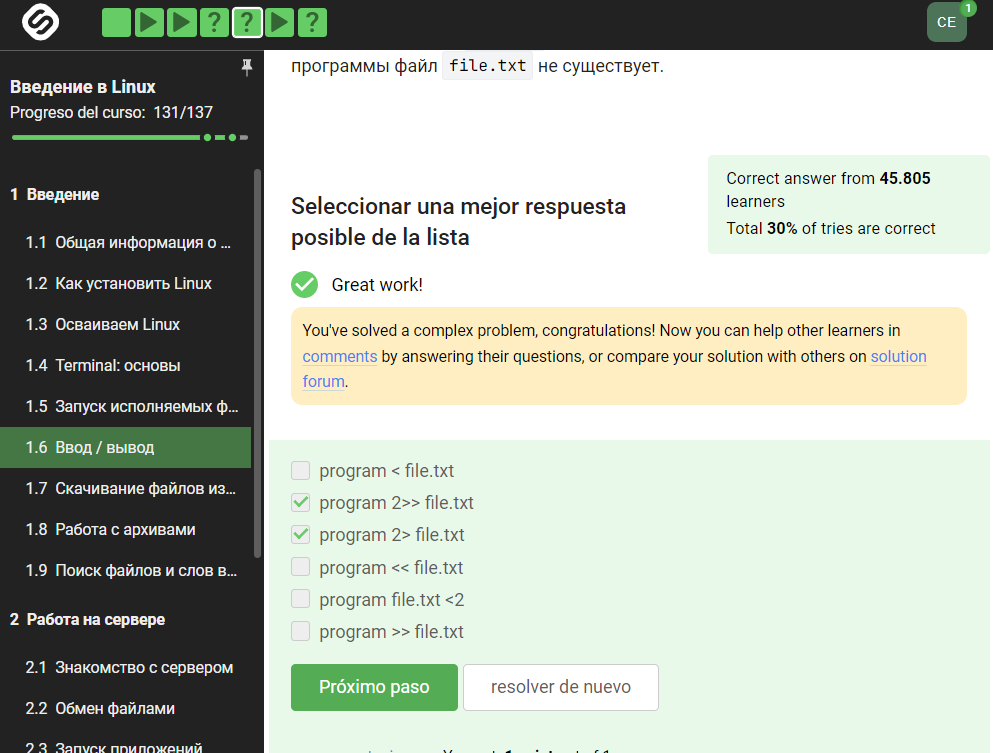 CE
1
программы файл file.txt не существует.
Введение в Linux
Progreso del curso: 131/137
1 Введение
1.1 Общая информация о ...
1.2 Как установить Linux
1.3 Осваиваем Linux
1.4 Terminal: основы
1.5 Запуск исполняемых ф...
1.6 Ввод / вывод
1.7 Скачивание файлов из...
1.8 Работа с архивами
1.9 Поиск файлов и слов в...
2 Работа на сервере
2.1 Знакомство с сервером
2.2 Обмен файлами
2.3 Запуск приложений
Correct answer from 45.805
learners
Total 30% of tries are correct
Seleccionar una mejor respuesta
posible de la lista
Great work!
You've solved a complex problem, congratulations! Now you can help other learners in
comments by answering their questions, or compare your solution with others on solution
forum.
program < file.txt
program 2>> file.txt
program 2> file.txt
program << file.txt
program file.txt <2
program >> file.txt
Próximo paso
resolver de nuevo